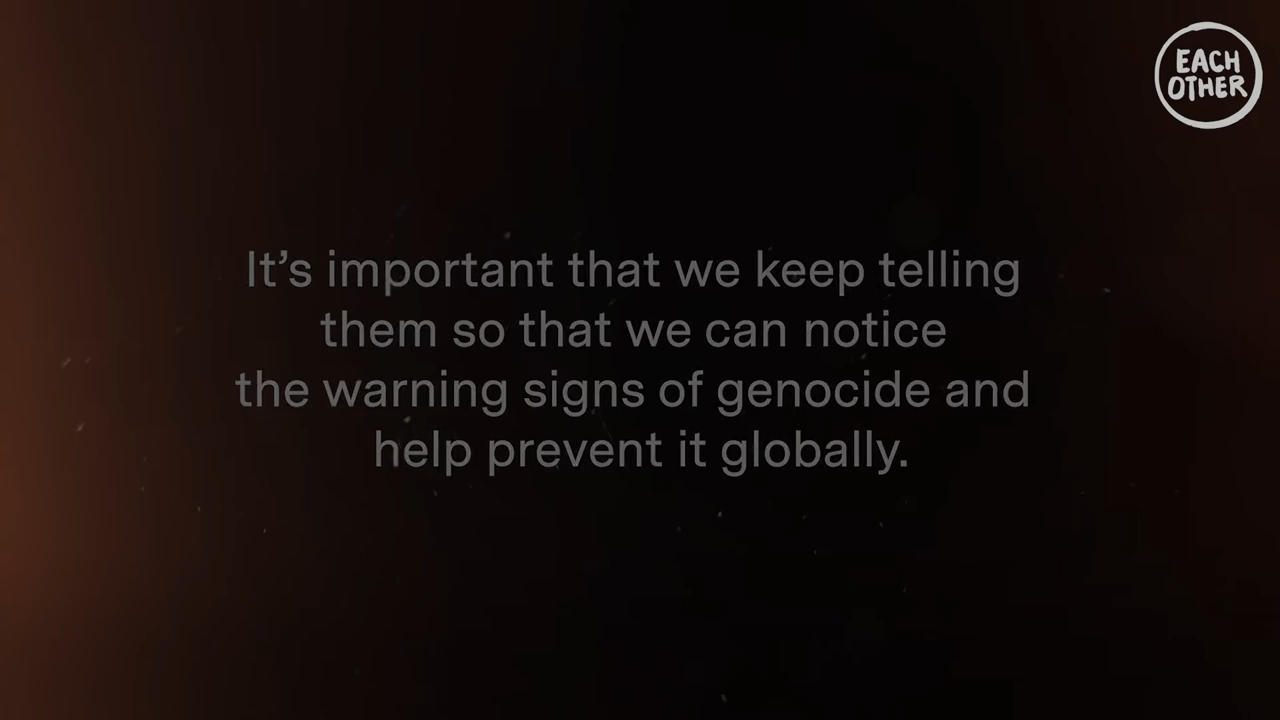 EACH
OTHER
It’s important that we keep telling
them so that we can notice
the warning signs of genocide and
help prevent it globally.